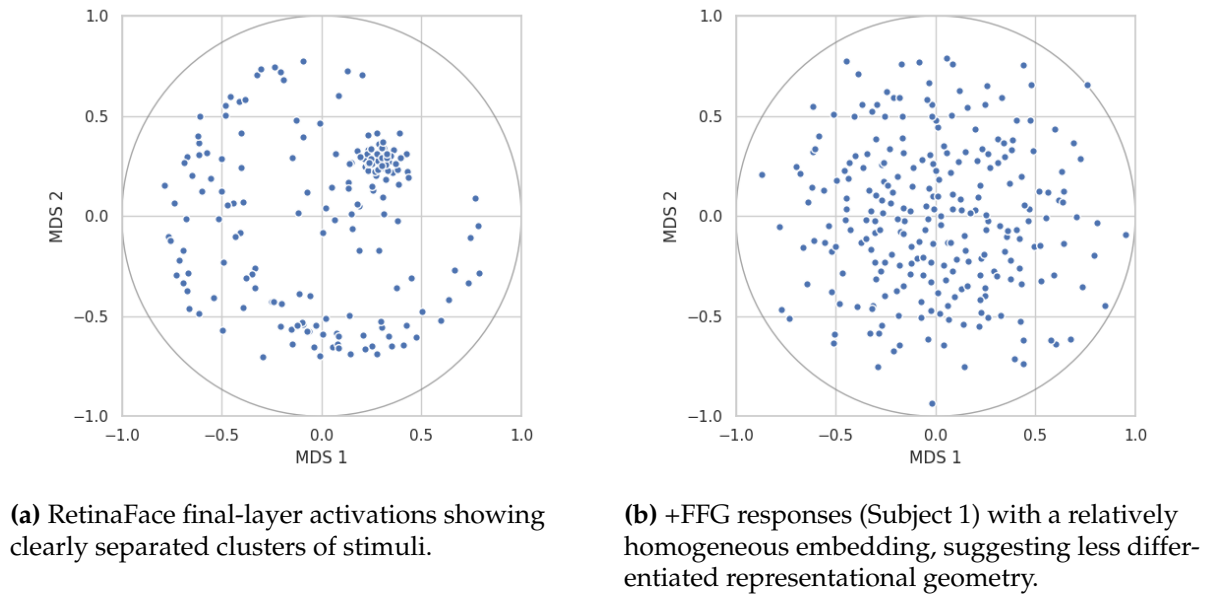 1.0
0.5
0.0
−0.5
−1.0
−1.0
−0.5
0.0
0.5
1.0
MDS 1
MDS 2
1.0
0.5
0.0
−0.5
−1.0
−1.0
−0.5
0.0
0.5
1.0
MDS 1
MDS 2
(a) RetinaFace final-layer activations showing
clearly separated clusters of stimuli.
(b) +FFG responses (Subject 1) with a relatively
homogeneous embedding, suggesting less differ-
entiated representational geometry.